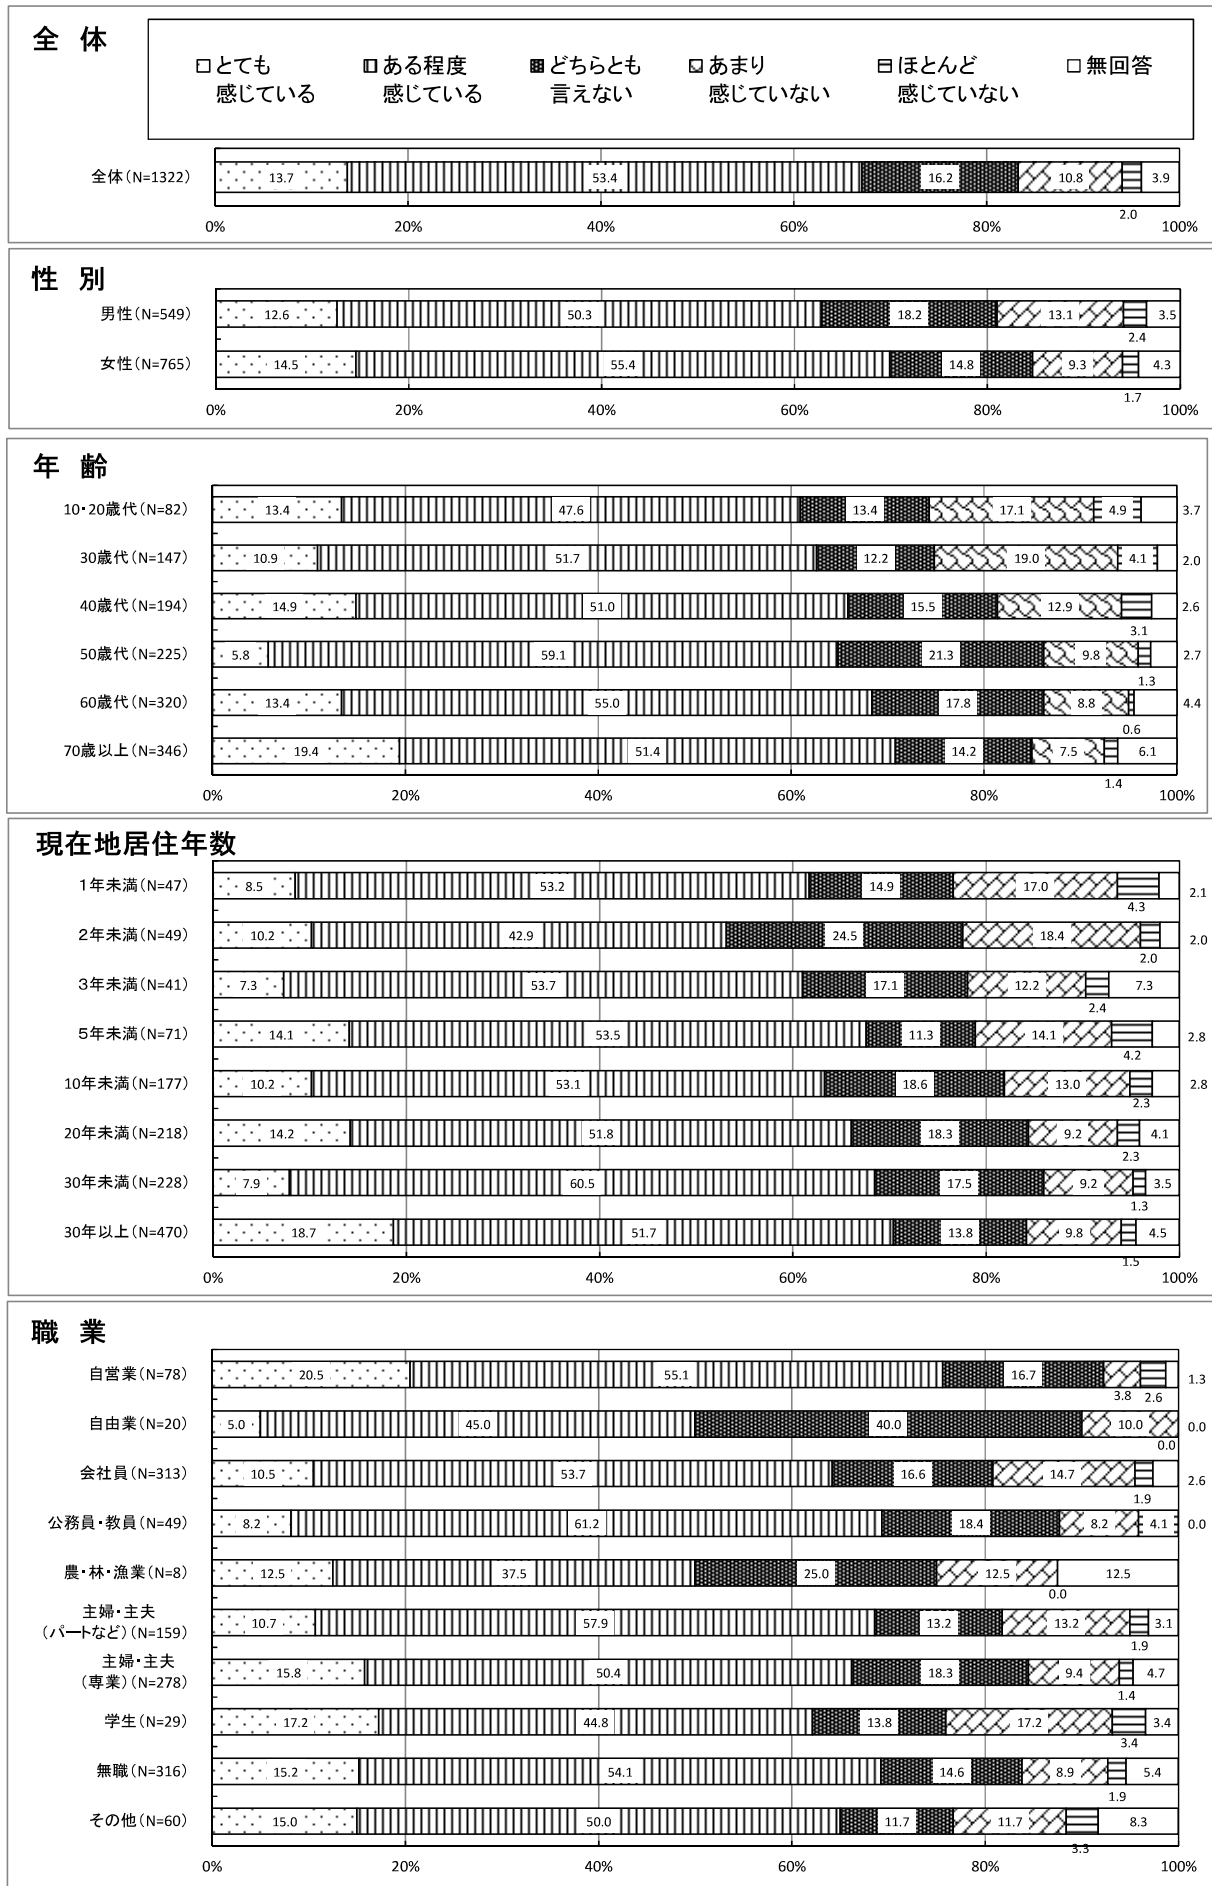 全 体
とても
感じている
ある程度
感じている
どちらとも
言えない
あまり
感じていない
ほとんど
感じていない
無回答
全体(N=1322) 13.7 53.4 16.2 10.8 3.9
2.0
0% 20% 40% 60% 80% 100%
性 別
男性(N=549) 12.6 50.3 18.2 13.1 3.5
2.4
女性(N=765) 14.5 55.4 14.8 9.3 4.3
1.7
0% 20% 40% 60% 80% 100%
年 齢
10・20歳代(N=82) 13.4 47.6 13.4 17.1 4.9 3.7
30歳代(N=147) 10.9 51.7 12.2 19.0 4.1 2.0
40歳代(N=194) 14.9 51.0 15.5 12.9 2.6
3.1
50歳代(N=225) 5.8 59.1 21.3 9.8 2.7
1.3
60歳代(N=320) 13.4 55.0 17.8 8.8 4.4
0.6
70歳以上(N=346) 19.4 51.4 14.2 7.5 6.1
1.4
0% 20% 40% 60% 80% 100%
現在地居住年数
1年未満(N=47) 8.5 53.2 14.9 17.0 2.1
4.3
2年未満(N=49) 10.2 42.9 24.5 18.4 2.0
2.0
3年未満(N=41) 7.3 53.7 17.1 12.2 7.3
2.4
5年未満(N=71) 14.1 53.5 11.3 14.1 2.8
4.2
10年未満(N=177) 10.2 53.1 18.6 13.0 2.8
2.3
20年未満(N=218) 14.2 51.8 18.3 9.2 4.1
2.3
30年未満(N=228) 7.9 60.5 17.5 9.2 3.5
1.3
30年以上(N=470) 18.7 51.7 13.8 9.8 4.5
1.5
0% 20% 40% 60% 80% 100%
職 業
自営業(N=78) 20.5 55.1 16.7 1.3
3.8 2.6
自由業(N=20) 5.0 45.0 40.0 10.0 0.0
0.0
会社員(N=313) 10.5 53.7 16.6 14.7 2.6
1.9
公務員・教員(N=49) 8.2 61.2 18.4 8.2 4.1 0.0
農・林・漁業(N=8) 12.5 37.5 25.0 12.5 12.5
0.0
主婦・主夫
(パートなど)(N=159) 10.7 57.9 13.2 13.2 3.1
1.9
主婦・主夫
(専業)(N=278) 15.8 50.4 18.3 9.4 4.7
1.4
学生(N=29) 17.2 44.8 13.8 17.2 3.4
3.4
無職(N=316) 15.2 54.1 14.6 8.9 5.4
1.9
その他(N=60) 15.0 50.0 11.7 11.7 8.3
3.3
0% 20% 40% 60% 80% 100%